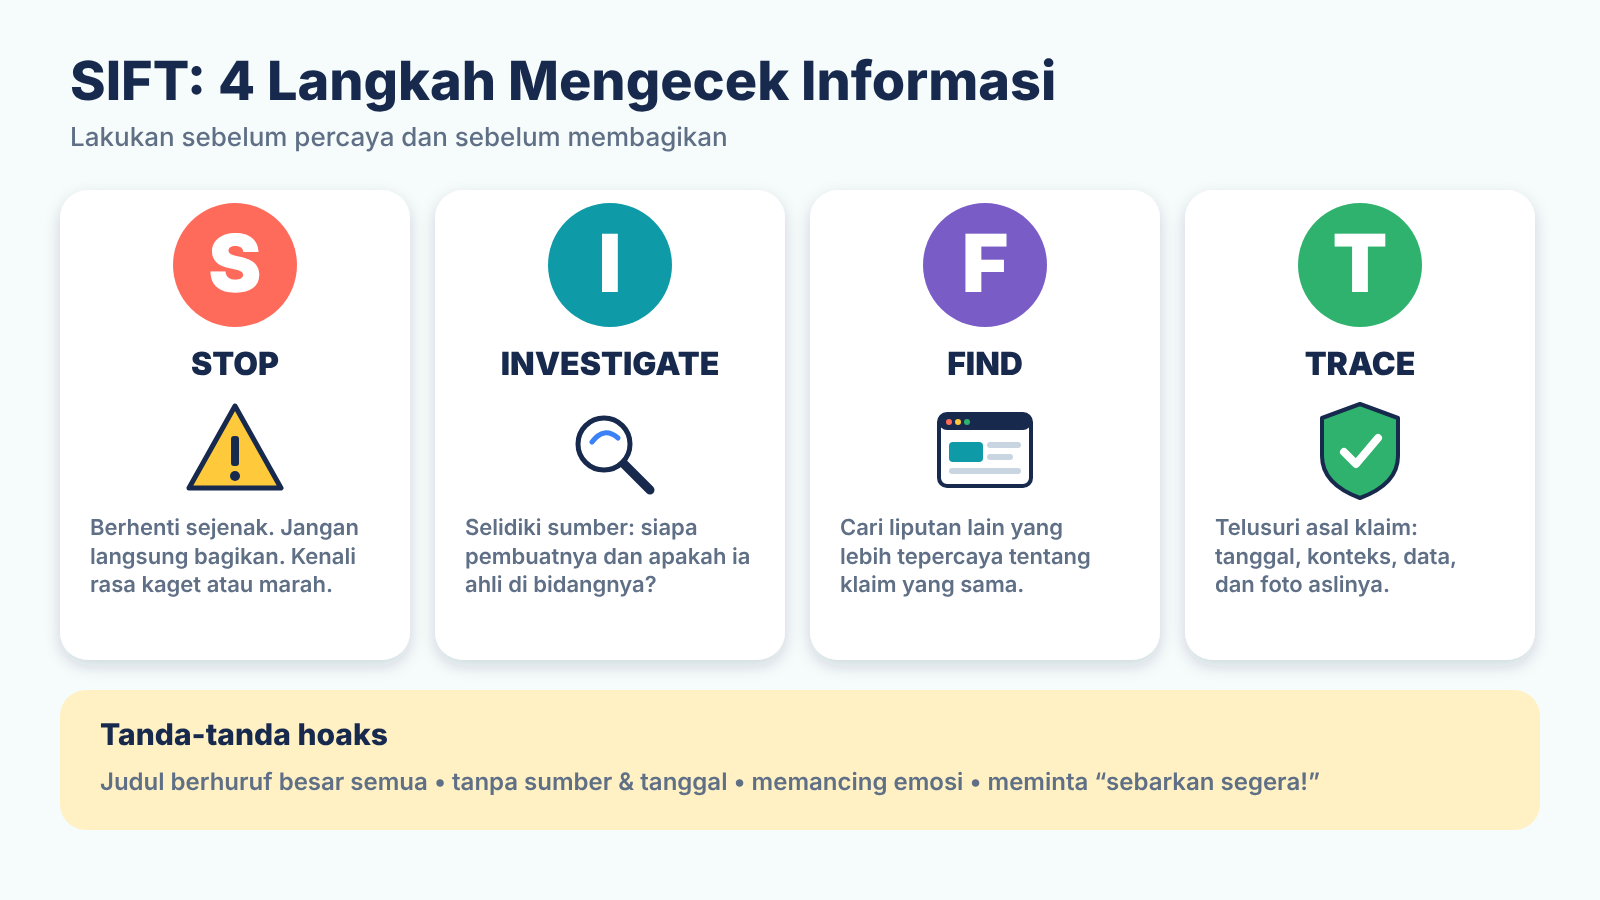 SIFT: 4 Langkah Mengecek Informasi
Lakukan sebelum percaya dan sebelum membagikan
S
STOP
Berhenti sejenak. Jangan
langsung bagikan. Kenali
rasa kaget atau marah.
I
INVESTIGATE
Selidiki sumber: siapa
pembuatnya dan apakah ia
ahli di bidangnya?
F
FIND
Cari liputan lain yang
lebih tepercaya tentang
klaim yang sama.
T
TRACE
Telusuri asal klaim:
tanggal, konteks, data,
dan foto aslinya.
Tanda-tanda hoaks
Judul berhuruf besar semua • tanpa sumber & tanggal • memancing emosi • meminta “sebarkan segera!”